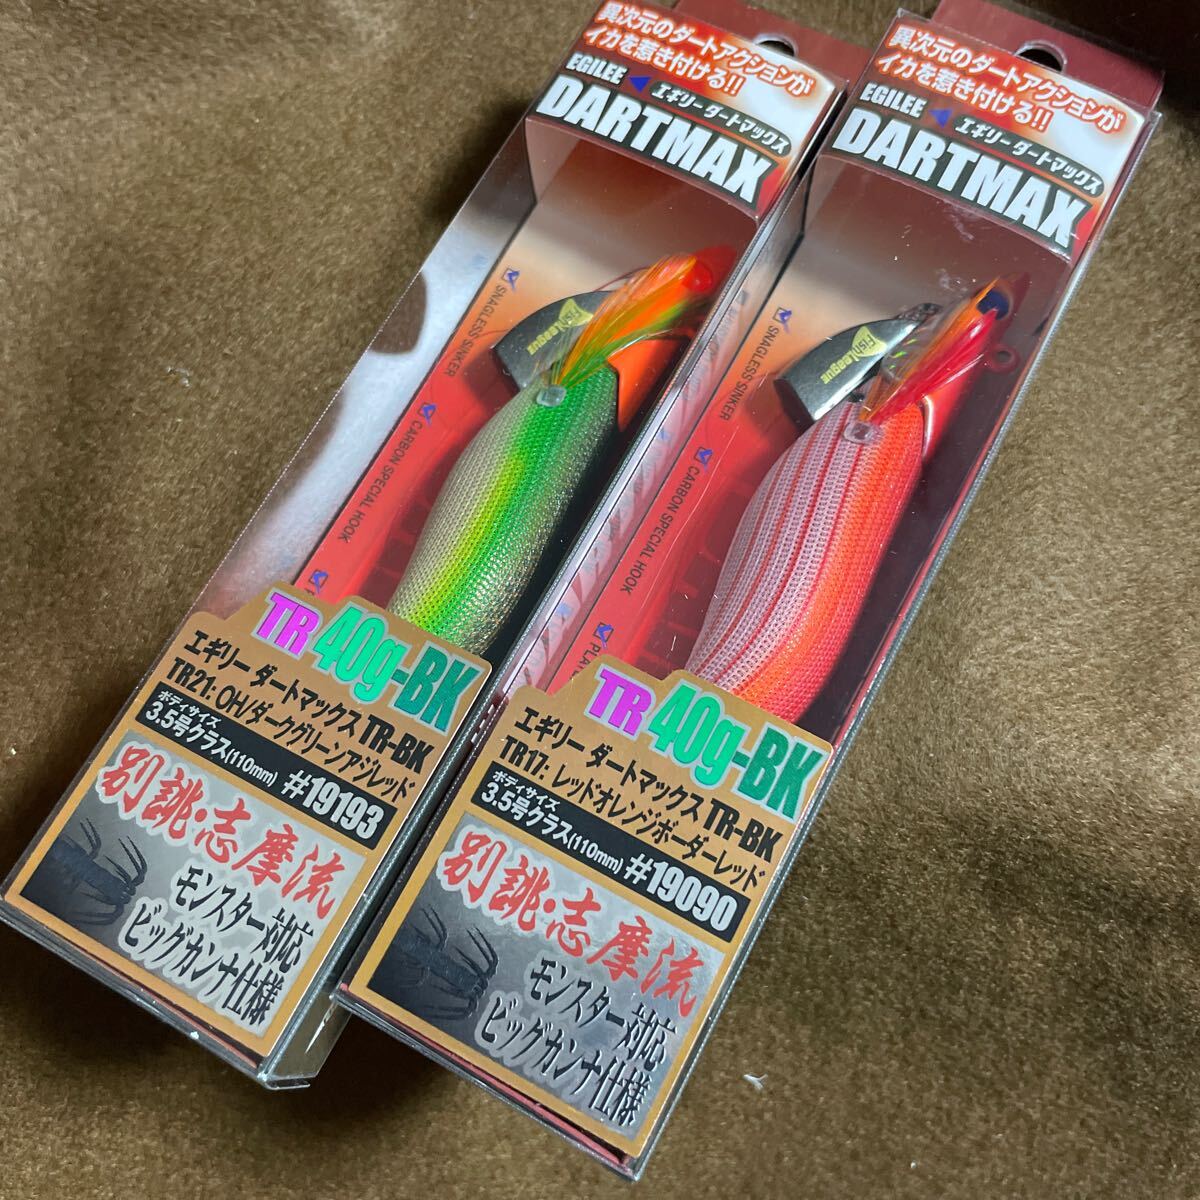 異次元のダートアクションが
イカを惹き付ける!!
EGILEE
エギリー ダートマックス
DARTMAX
Fish League
SNAGLESS SINKER
CARBON SPECIAL HOOK
TR 40g-BK
エギリー ダートマックス TR-BK
TR21: OH/ダークグリーンアジレッド
ボディサイズ
3.5号クラス(110mm) #19193
別誂・志摩流
モンスター対応
ビッグカンナ仕様
異次元のダートアクションが
イカを惹き付ける!!
EGILEE
エギリー ダートマックス
DARTMAX
Fish League
SNAGLESS SINKER
CARBON SPECIAL HOOK
TR 40g-BK
エギリー ダートマックス TR-BK
TR17: レッドオレンジボーダーレッド
ボディサイズ
3.5号クラス(110mm) #19090
別誂・志摩流
モンスター対応
ビッグカンナ仕様